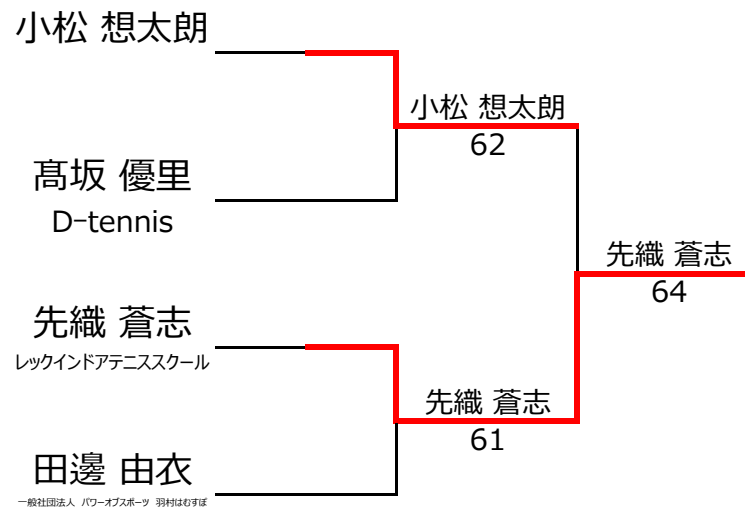 小松 想太朗
髙坂 優里
D-tennis
先織 蒼志
レックインドアテニススクール
田邊 由衣
一般社団法人 パワーオブスポーツ 羽村はむすぽ
小松 想太朗
62
先織 蒼志
61
先織 蒼志
64